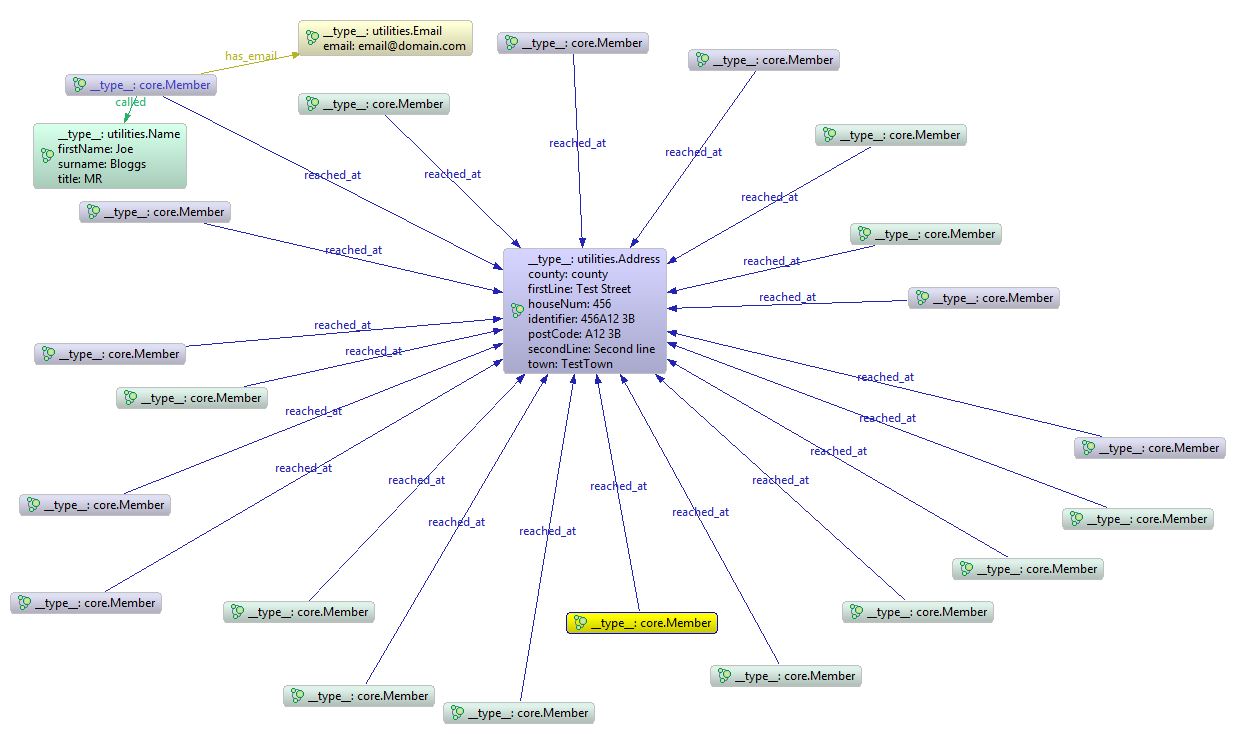 __type__: utilities.Email
email: email@domain.com
__type__: core.Member
__type__: core.Member
has_email
__type__: core.Member
called
__type__: core.Member
__type__: utilities.Name
firstName: Joe
surname: Bloggs
title: MR
__type__: core.Member
reached_at
reached_at
reached_at
reached_at
reached_at
__type__: core.Member
__type__: core.Member
reached_at
reached_at
__type__: utilities.Address
county: county
firstLine: Test Street
houseNum: 456
identifier: 456A12 3B
postCode: A12 3B
secondLine: Second line
town: TestTown
reached_at
__type__: core.Member
reached_at
reached_at
__type__: core.Member
reached_at
__type__: core.Member
reached_at
reached_at
reached_at
reached_at
__type__: core.Member
reached_at
reached_at
reached_at
reached_at
reached_at
__type__: core.Member
__type__: core.Member
reached_at
reached_at
reached_at
__type__: core.Member
__type__: core.Member
__type__: core.Member
__type__: core.Member
__type__: core.Member
__type__: core.Member
__type__: core.Member
__type__: core.Member
__type__: core.Member